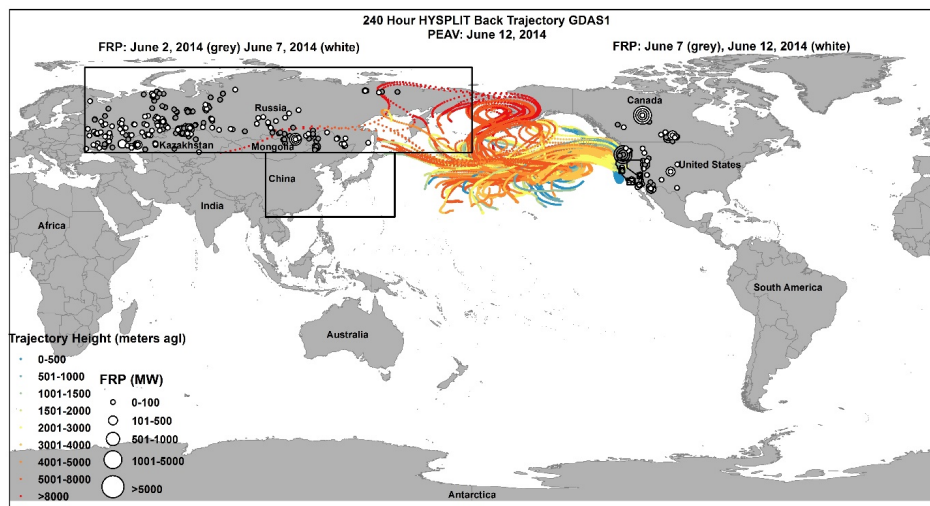 240 Hour HYSPLIT Back Trajectory GDAS1
PEAV: June 12, 2014
FRP: June 2, 2014 (grey) June 7, 2014 (white)
FRP: June 7 (grey), June 12, 2014 (white)
Canada
Russia
Kazakhstan
Mongolia
United States
China
India
Africa
South America
Australia
Trajectory Height (meters agl)
0-500
501-1000
1001-1500
1501-2000
2001-3000
3001-4000
4001-5000
5001-8000
>8000
FRP (MW)
0-100
101-500
501-1000
1001-5000
>5000
Antarctica